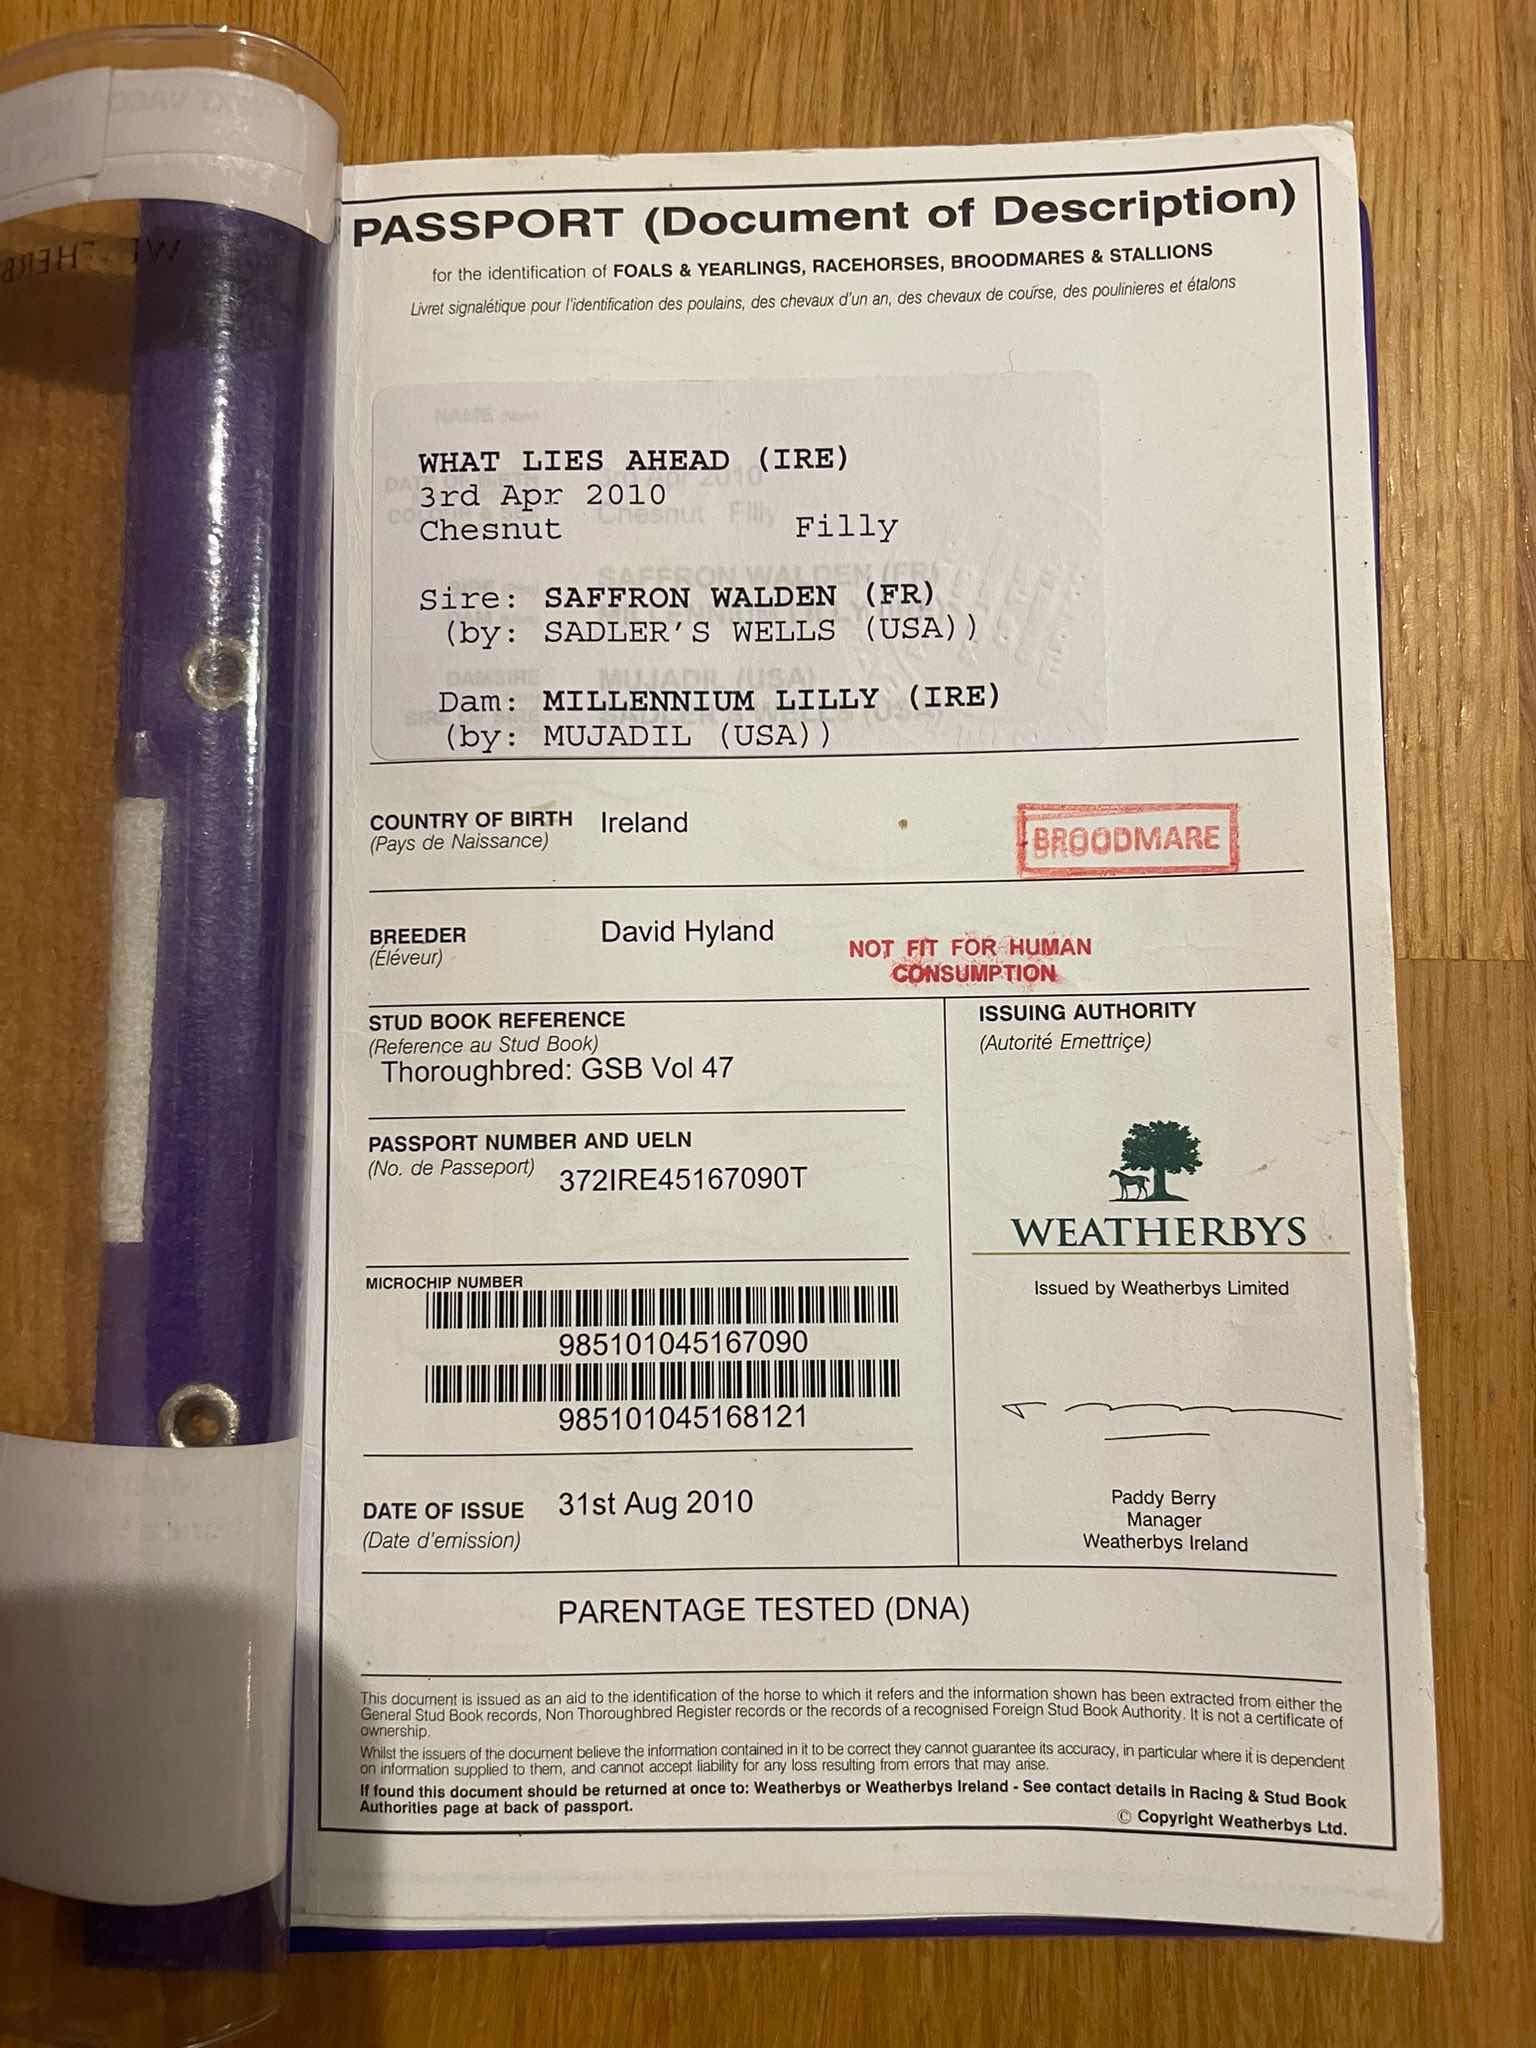 PASSPORT (Document of Description)
for the identification of FOALS & YEARLINGS, RACEHORSES, BROODMARES & STALLIONS
Livret signalétique pour l'identification des poulains, des chevaux d'un an, des chevaux de course, des poulinieres et étalons
WHAT LIES AHEAD (IRE)
3rd Apr 2010
Chesnut Filly
Sire: SAFFRON WALDEN (FR)
(by: SADLER'S WELLS (USA))
Dam: MILLENNIUM LILLY (IRE)
(by: MUJADIL (USA))
COUNTRY OF BIRTH Ireland
(Pays de Naissance)
BROODMARE
BREEDER David Hyland
(Éléveur)
NOT FIT FOR HUMAN
CONSUMPTION
STUD BOOK REFERENCE
(Reference au Stud Book)
Thoroughbred: GSB Vol 47
PASSPORT NUMBER AND UELN
(No. de Passeport) 372IRE45167090T
MICROCHIP NUMBER
985101045167090
985101045168121
DATE OF ISSUE 31st Aug 2010
(Date d'emission)
ISSUING AUTHORITY
(Autorité Emettriçe)
WEATHERBYS
Issued by Weatherbys Limited
Paddy Berry
Manager
Weatherbys Ireland
PARENTAGE TESTED (DNA)
This document is issued as an aid to the identification of the horse to which it refers and the information shown has been extracted from either the
General Stud Book records, Non Thoroughbred Register records or the records of a recognised Foreign Stud Book Authority. It is not a certificate of
ownership.
Whilst the issuers of the document believe the information contained in it to be correct they cannot guarantee its accuracy, in particular where it is dependent
on information supplied to them, and cannot accept liability for any loss resulting from errors that may arise.
If found this document should be returned at once to: Weatherbys or Weatherbys Ireland - See contact details in Racing & Stud Book
Authorities page at back of passport.
© Copyright Weatherbys Ltd.